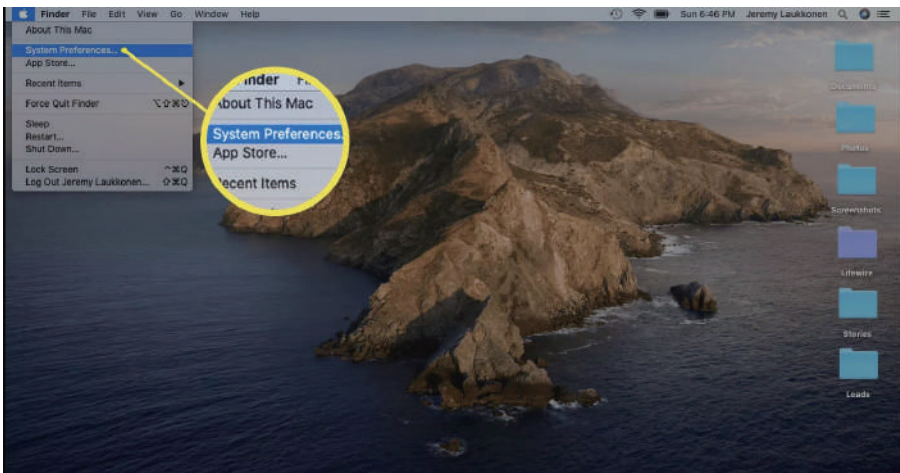 Finder File Edit View Go Window Help Sun 6:46 PM Jeremy Laukkonen
About This Mac
System Preferences...
App Store...
Recent Items
Force Quit Finder ⌥⇧⌘⎋
Sleep
Restart...
Shut Down...
Lock Screen ^⌘Q
Log Out Jeremy Laukkonen... ⇧⌘Q
inder
About This Mac
System Preferences.
App Store...
ecent Items
Documents
Photos
Screenshots
Lifewire
Stories
Leads